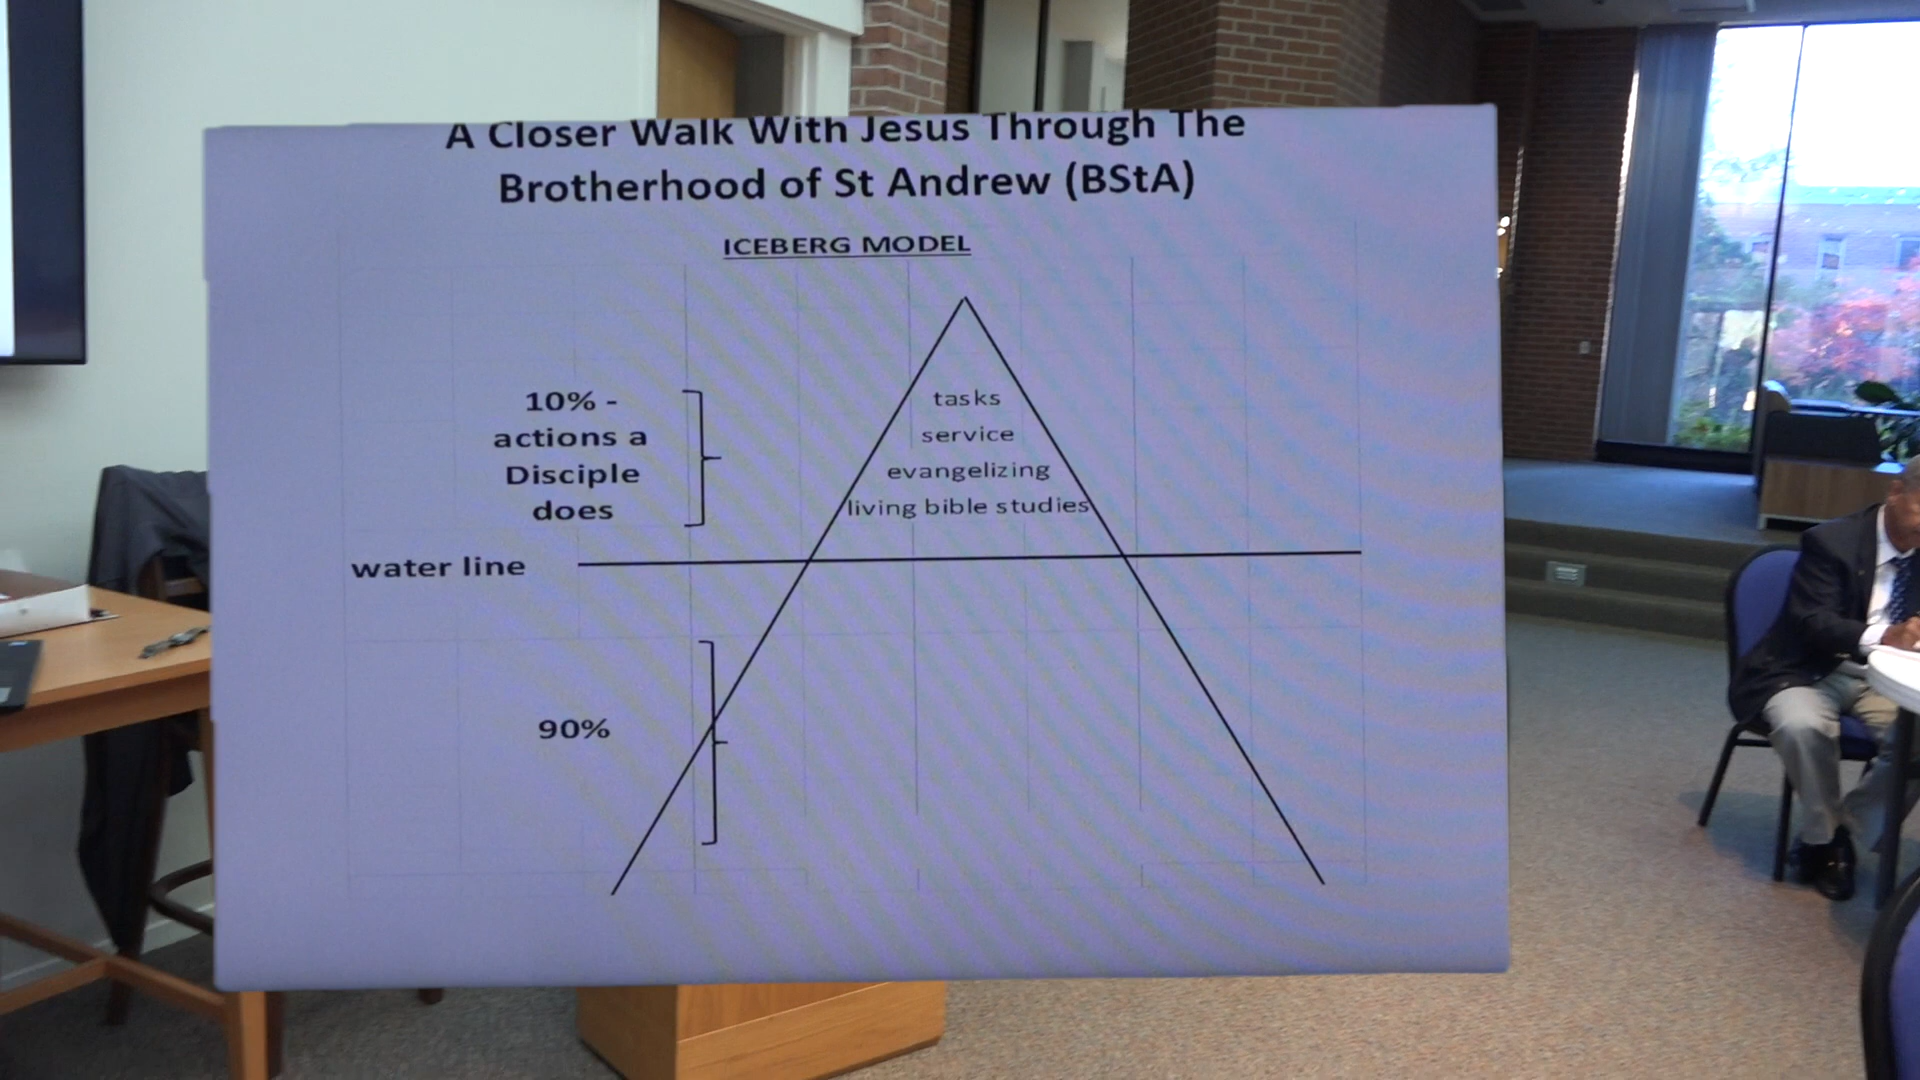 A Closer Walk With Jesus Through The
Brotherhood of St Andrew (BStA)
ICEBERG MODEL
10% -
actions a
Disciple
does
tasks
service
evangelizing
living bible studies
water line
90%